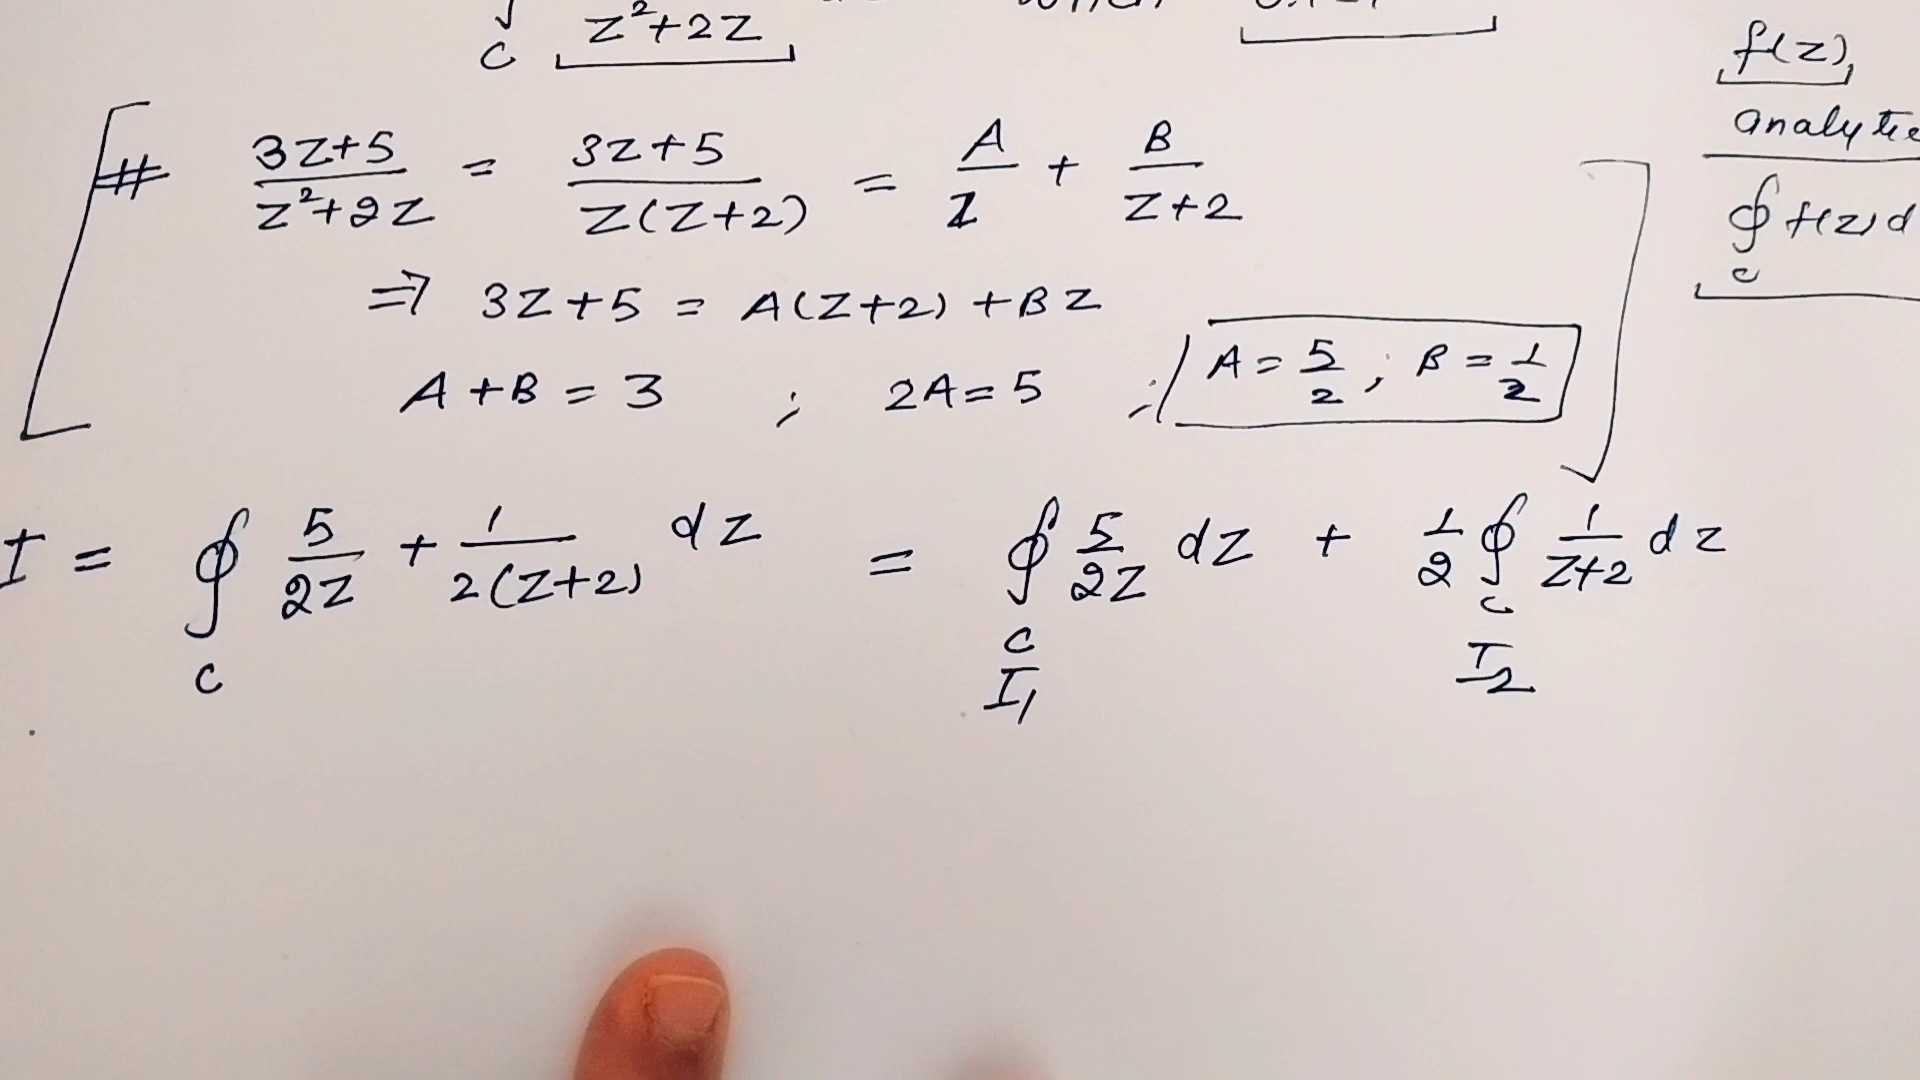 ∮ z²+2z
C
f(z),
analytic
∮ f(z) d
c
# 3z+5 / z²+2z = 3z+5 / z(z+2) = A/z + B/z+2
⇒ 3z+5 = A(z+2) + Bz
A+B = 3 ; 2A=5 ; A = 5/2 ; B = 1/2
I = ∮ 5/2z + 1/2(z+2) dz = ∮ 5/2z dz + 1/2 ∮ 1/z+2 dz
C C C
I₁ I₂